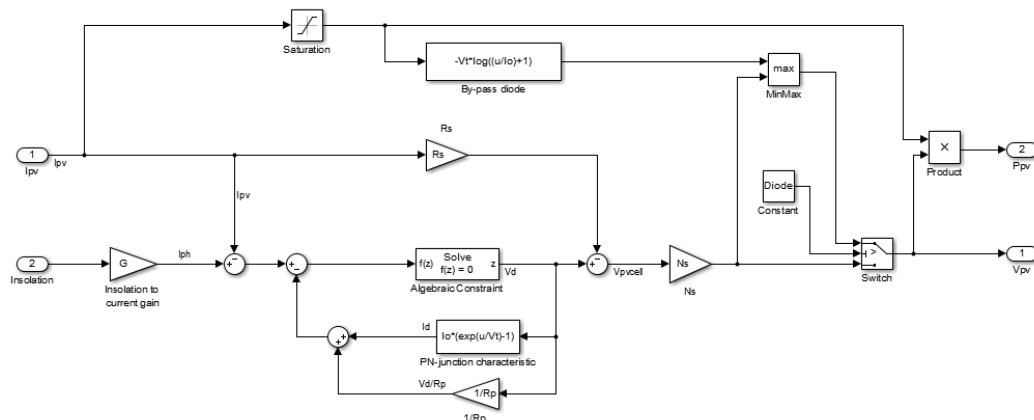 Saturation
-Vt*log((u/Io)+1)
By-pass diode
max
MinMax
1
Ipv
Ipv
Rs
Rs
×
Product
2
Ppv
Ipv
Diode
Constant
2
Insolation
G
Insolation to
current gain
Iph
f(z)
Solve
f(z) = 0
z
Algebraic Constraint
Vd
Vpvcell
Ns
Ns
>
Switch
1
Vpv
Id
Io*(exp(u/Vt)-1)
PN-junction characteristic
Vd/Rp
1/Rp
1/Rp